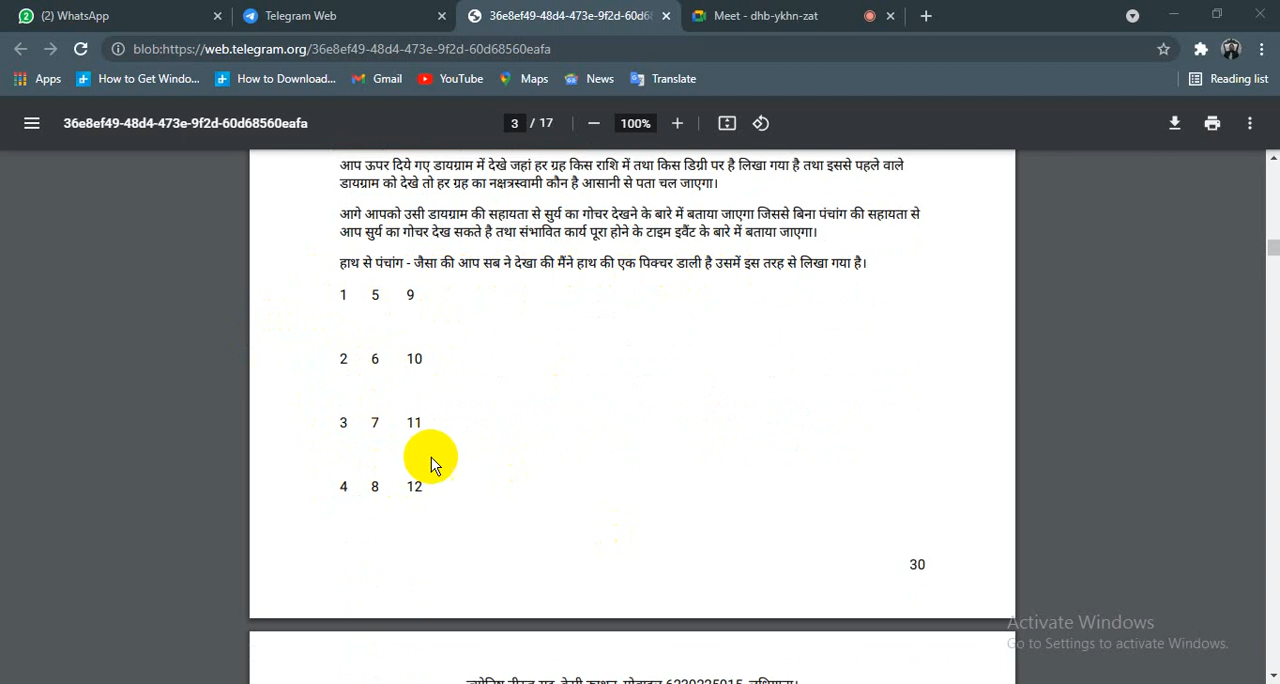 (2) WhatsApp
Telegram Web
36e8ef49-48d4-473e-9f2d-60d68
Meet - dhb-ykhn-zat
blob:https://web.telegram.org/36e8ef49-48d4-473e-9f2d-60d68560eafa
Apps How to Get Windo... How to Download... Gmail YouTube Maps News Translate Reading list
36e8ef49-48d4-473e-9f2d-60d68560eafa 3 / 17 100%
आप ऊपर दिये गए डायग्राम में देखे जहां हर ग्रह किस राशि में तथा किस डिग्री पर है लिखा गया है तथा इससे पहले वाले
डायग्राम को देखे तो हर ग्रह का नक्षत्रस्वामी कौन है आसानी से पता चल जाएगा।
आगे आपको उसी डायग्राम की सहायता से सुर्य का गोचर देखने के बारे में बताया जाएगा जिससे बिना पंचांग की सहायता से
आप सुर्य का गोचर देख सकते है तथा संभावित कार्य पूरा होने के टाइम इवैंट के बारे में बताया जाएगा।
हाथ से पंचांग - जैसा की आप सब ने देखा की मैंने हाथ की एक पिक्चर डाली है उसमें इस तरह से लिखा गया है।
1 5 9
2 6 10
3 7 11
4 8 12
30
Activate Windows
Go to Settings to activate Windows.